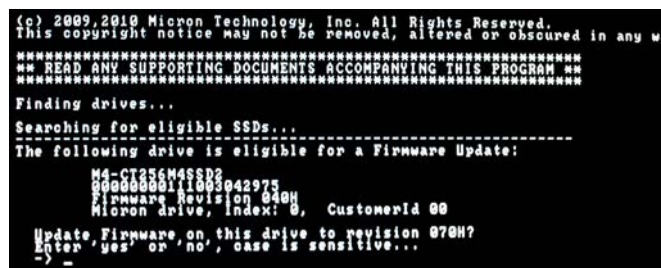 (c) 2009,2010 Micron Technology, Inc. All Rights Reserved.
This copyright notice may not be removed, altered or obscured in any w
*********************************************************************
** READ ANY SUPPORTING DOCUMENTS ACCOMPANYING THIS PROGRAM **
*********************************************************************
Finding drives...
Searching for eligible SSDs...
---------------------------------------------------------------------
The following drive is eligible for a Firmware Update:
M4-CT256M4SSD2
0000000111003042975
Firmware Revision 040H
Micron drive, Index: 0, CustomerId 00
Update Firmware on this drive to revision 070H?
Enter 'yes' or 'no', case is sensitive...
-> _